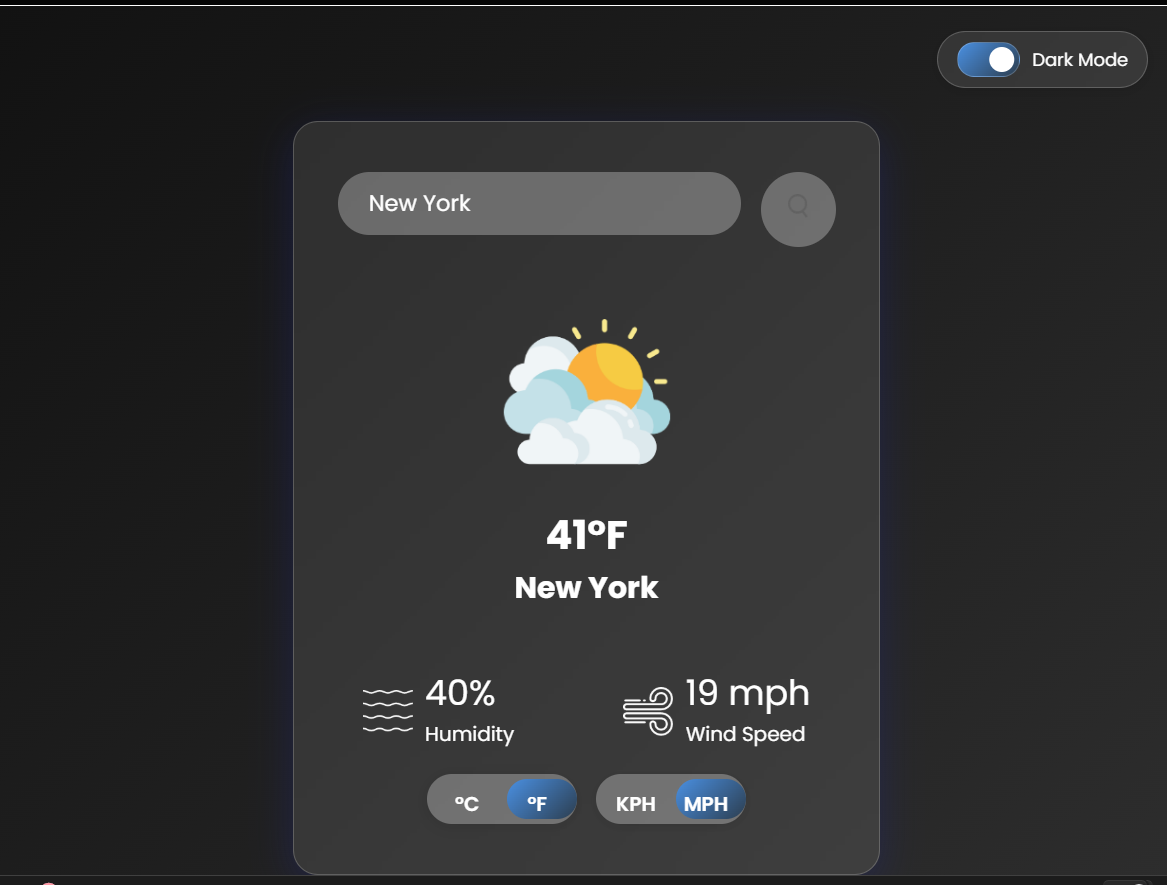 Dark Mode
New York
41°F
New York
40%
Humidity
19 mph
Wind Speed
°C °F
KPH MPH